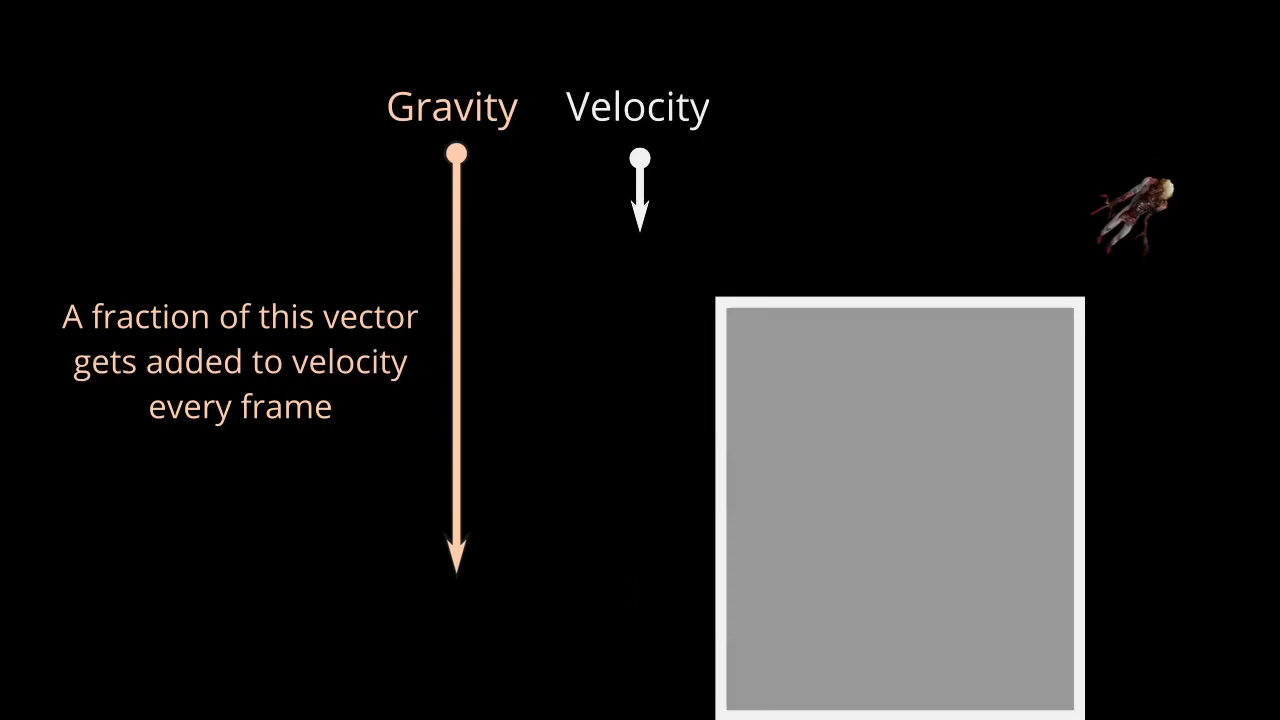 Gravity
Velocity
A fraction of this vector
gets added to velocity
every frame